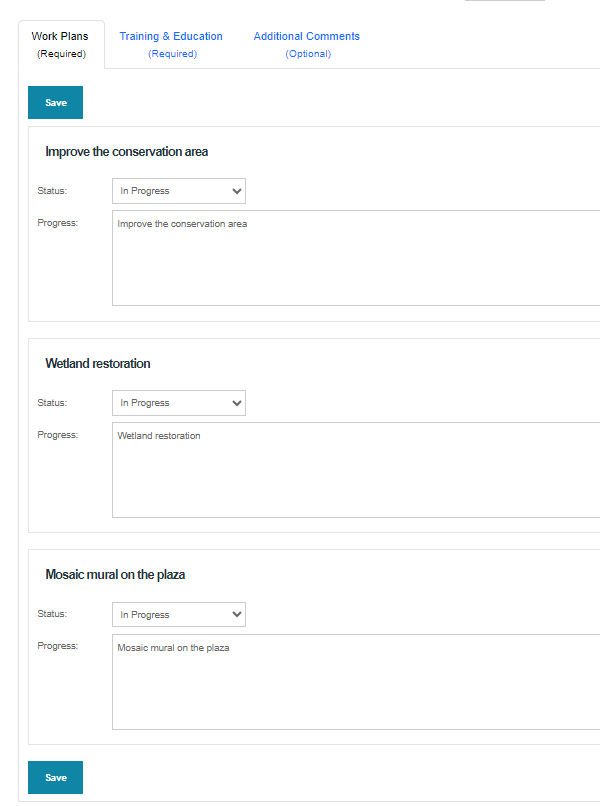 Work Plans Training & Education Additional Comments
(Required) (Required) (Optional)
Save
Improve the conservation area
Status: In Progress
Progress: Improve the conservation area
Wetland restoration
Status: In Progress
Progress: Wetland restoration
Mosaic mural on the plaza
Status: In Progress
Progress: Mosaic mural on the plaza
Save